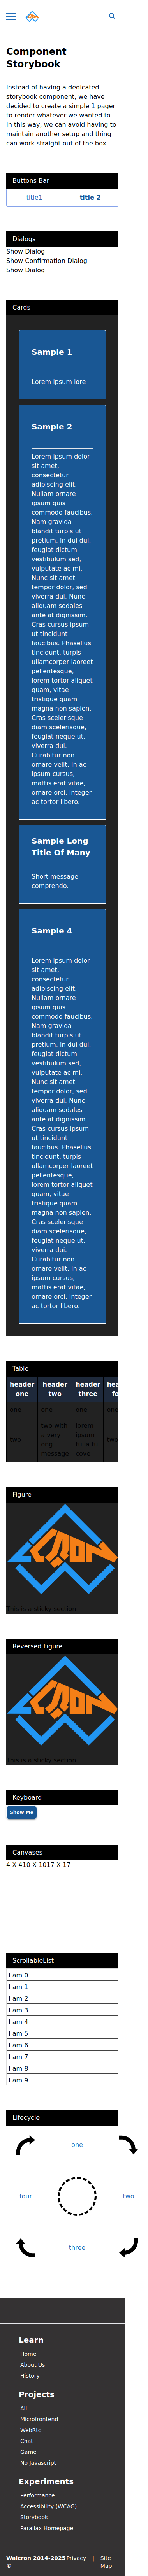 Component
Storybook
Instead of having a dedicated
storybook component, we have
decided to create a simple 1 pager
to render whatever we wanted to.
In this way, we can avoid having to
maintain another setup and thing
can work straight out of the box.
Buttons Bar
title1
title 2
Dialogs
Show Dialog
Show Confirmation Dialog
Show Dialog
Cards
Sample 1
Lorem ipsum lore
Sample 2
Lorem ipsum dolor
sit amet,
consectetur
adipiscing elit.
Nullam ornare
ipsum quis
commodo faucibus.
Nam gravida
blandit turpis ut
pretium. In dui dui,
feugiat dictum
vestibulum sed,
vulputate ac mi.
Nunc sit amet
tempor dolor, sed
viverra dui. Nunc
aliquam sodales
ante at dignissim.
Cras cursus ipsum
ut tincidunt
faucibus. Phasellus
tincidunt, turpis
ullamcorper laoreet
pellentesque,
lorem tortor aliquet
quam, vitae
tristique quam
magna non sapien.
Cras scelerisque
diam scelerisque,
feugiat neque ut,
viverra dui.
Curabitur non
ornare velit. In ac
ipsum cursus,
mattis erat vitae,
ornare orci. Integer
ac tortor libero.
Sample Long
Title Of Many
Short message
comprendo.
Sample 4
Lorem ipsum dolor
sit amet,
consectetur
adipiscing elit.
Nullam ornare
ipsum quis
commodo faucibus.
Nam gravida
blandit turpis ut
pretium. In dui dui,
feugiat dictum
vestibulum sed,
vulputate ac mi.
Nunc sit amet
tempor dolor, sed
viverra dui. Nunc
aliquam sodales
ante at dignissim.
Cras cursus ipsum
ut tincidunt
faucibus. Phasellus
tincidunt, turpis
ullamcorper laoreet
pellentesque,
lorem tortor aliquet
quam, vitae
tristique quam
magna non sapien.
Cras scelerisque
diam scelerisque,
feugiat neque ut,
viverra dui.
Curabitur non
ornare velit. In ac
ipsum cursus,
mattis erat vitae,
ornare orci. Integer
ac tortor libero.
Table
header one header two header three
one one one
two with
a very
long
message
Figure
This is a sticky section
Reversed Figure
This is a sticky section
Keyboard
Show Me
Canvases
4 X 410 X 1017 X 17
ScrollableList
I am 0
I am 1
I am 2
I am 3
I am 4
I am 5
I am 6
I am 7
I am 8
I am 9
Lifecycle
one
four
two
three
Learn
Home
About Us
History
Projects
All
Microfrontend
WebRtc
Chat
Game
No Javascript
Experiments
Performance
Accessibility (WCAG)
Storybook
Parallax Homepage
Walcron 2014-2025 ©
Privacy | Site Map